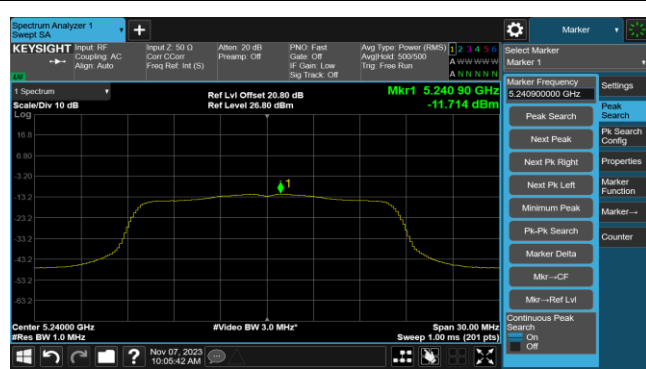 Spectrum Analyzer 1
Swept SA
Marker
KEYSIGHT
Input: RF
Coupling: AC
Align: Auto
Input Z: 50 Ω
Corr CCorr
Freq Ref: Int (S)
Atten: 20 dB
Preamp: Off
PNO: Fast
Gate: Off
IF Gain: Low
Sig Track: Off
Avg Type: Power (RMS)
Avg|Hold: 500/500
Trig: Free Run
1 2 3 4 5 6
A W W W W W
A N N N N N
Select Marker
Marker 1
1 Spectrum
Scale/Div 10 dB
Log
Ref Lvl Offset 20.80 dB
Ref Level 26.80 dBm
Mkr1 5.240 90 GHz
-11.714 dBm
16.8
6.80
-3.20
-13.2
-23.2
-33.2
-43.2
-53.2
-63.2
1
Center 5.24000 GHz
#Res BW 1.0 MHz
#Video BW 3.0 MHz*
Span 30.00 MHz
Sweep 1.00 ms (201 pts)
Marker Frequency
5.240900000 GHz
Peak Search
Next Peak
Next Pk Right
Next Pk Left
Minimum Peak
Pk-Pk Search
Marker Delta
Mkr→CF
Mkr→Ref Lvl
Continuous Peak
Search
On
Off
Settings
Peak
Search
Pk Search
Config
Properties
Marker
Function
Marker→
Counter
?
Nov 07, 2023
10:05:42 AM